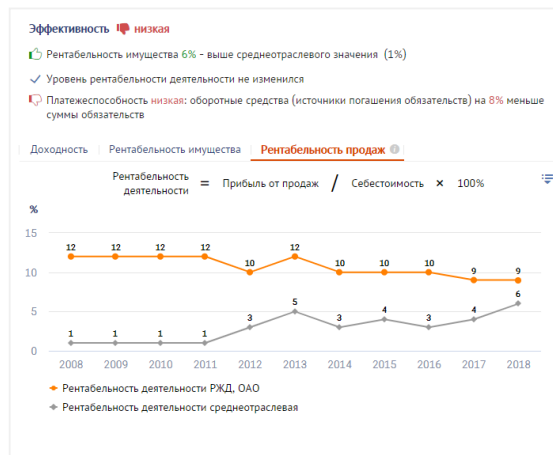 Эффективность низкая
Рентабельность имущества 6% - выше среднеотраслевого значения (1%)
Уровень рентабельности деятельности не изменился
Платежеспособность низкая: оборотные средства (источники погашения обязательств) на 8% меньше
суммы обязательств
Доходность Рентабельность имущества Рентабельность продаж
Рентабельность
деятельности = Прибыль от продаж / Себестоимость × 100%
%
15
12 12 12 12 10 12 10 10 10 9 9
10
5
1 1 1 1 3 5 3 4 3 4 6
0
2008 2009 2010 2011 2012 2013 2014 2015 2016 2017 2018
Рентабельность деятельности РЖД, ОАО
Рентабельность деятельности среднеотраслевая